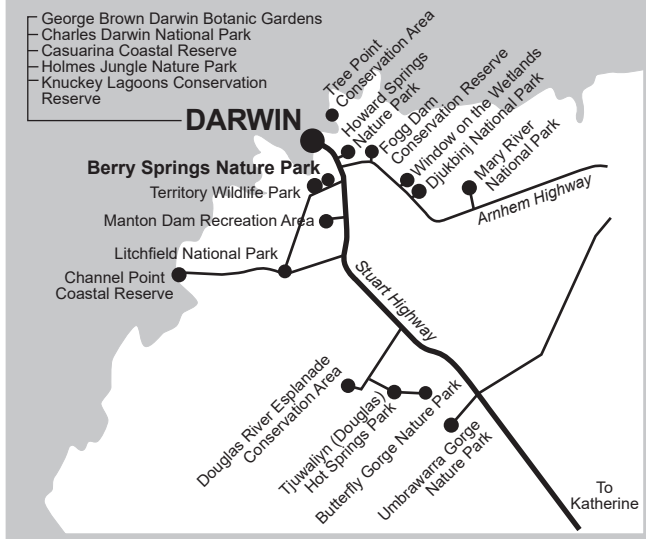 George Brown Darwin Botanic Gardens
Charles Darwin National Park
Casuarina Coastal Reserve
Holmes Jungle Nature Park
Knuckey Lagoons Conservation
Reserve
DARWIN
Tree Point
Conservation Area
Howard Springs
Nature Park
Fogg Dam
Conservation Reserve
Window on the Wetlands
Djukbinj National Park
Mary River
National Park
Arnhem Highway
Berry Springs Nature Park
Territory Wildlife Park
Manton Dam Recreation Area
Litchfield National Park
Channel Point
Coastal Reserve
Stuart Highway
Douglas River Esplanade
Conservation Area
Tjuwaliyn (Douglas)
Hot Springs Park
Butterfly Gorge Nature Park
Umbrawarra Gorge
Nature Park
To
Katherine